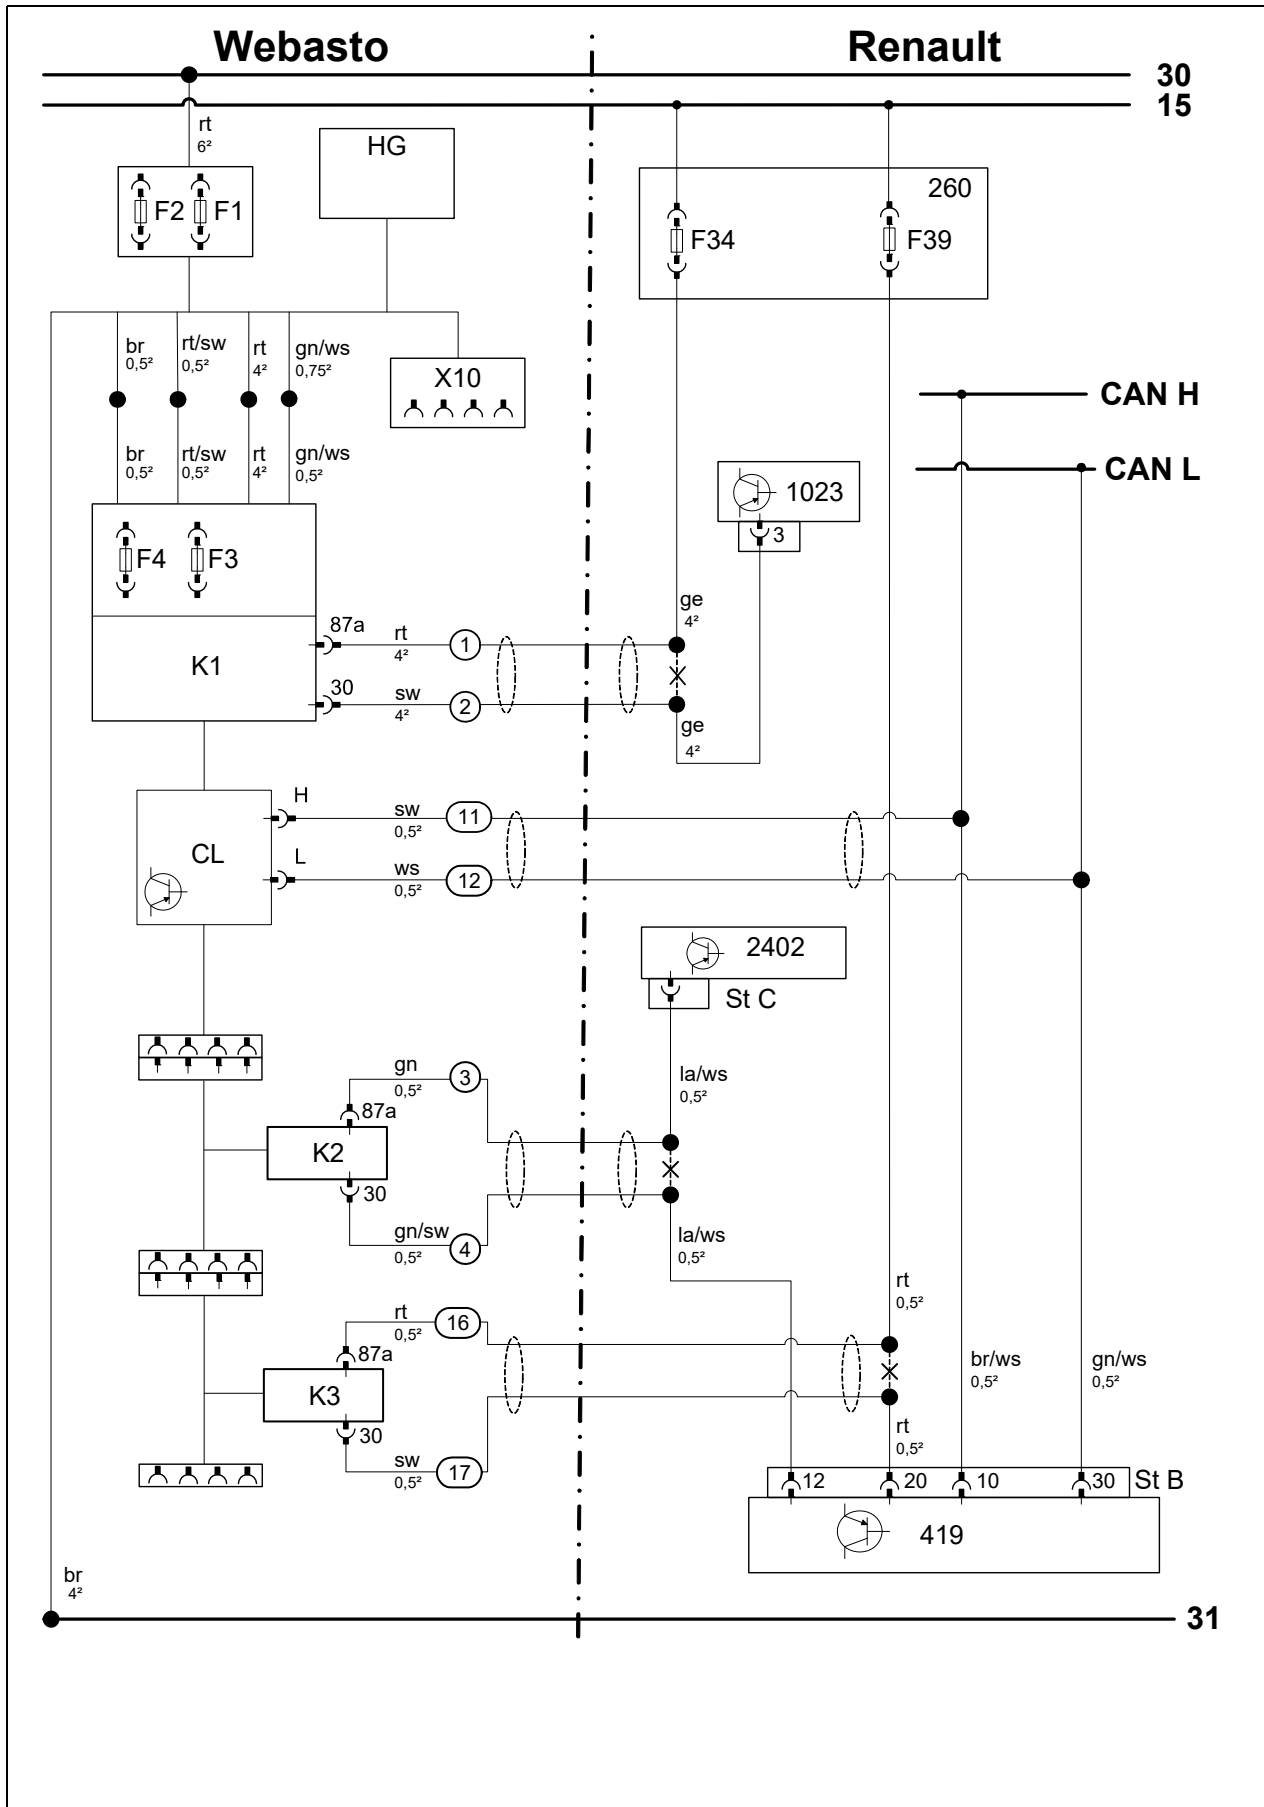 Webasto
Renault
30
15
rt
6²
HG
260
F2
F1
F34
F39
br
0,5²
rt/sw
0,5²
rt
4²
gn/ws
0,75²
X10
CAN H
br
0,5²
rt/sw
0,5²
rt
4²
gn/ws
0,5²
CAN L
1023
3
F4
F3
ge
4²
87a
rt
4²
1
K1
30
sw
4²
2
ge
4²
H
sw
0,5²
11
CL
L
ws
0,5²
12
2402
St C
gn
0,5²
3
la/ws
0,5²
87a
K2
30
gn/sw
0,5²
4
la/ws
0,5²
rt
0,5²
rt
0,5²
16
87a
br/ws
0,5²
gn/ws
0,5²
K3
30
rt
0,5²
sw
0,5²
17
12
20
10
30
St B
419
br
4²
31